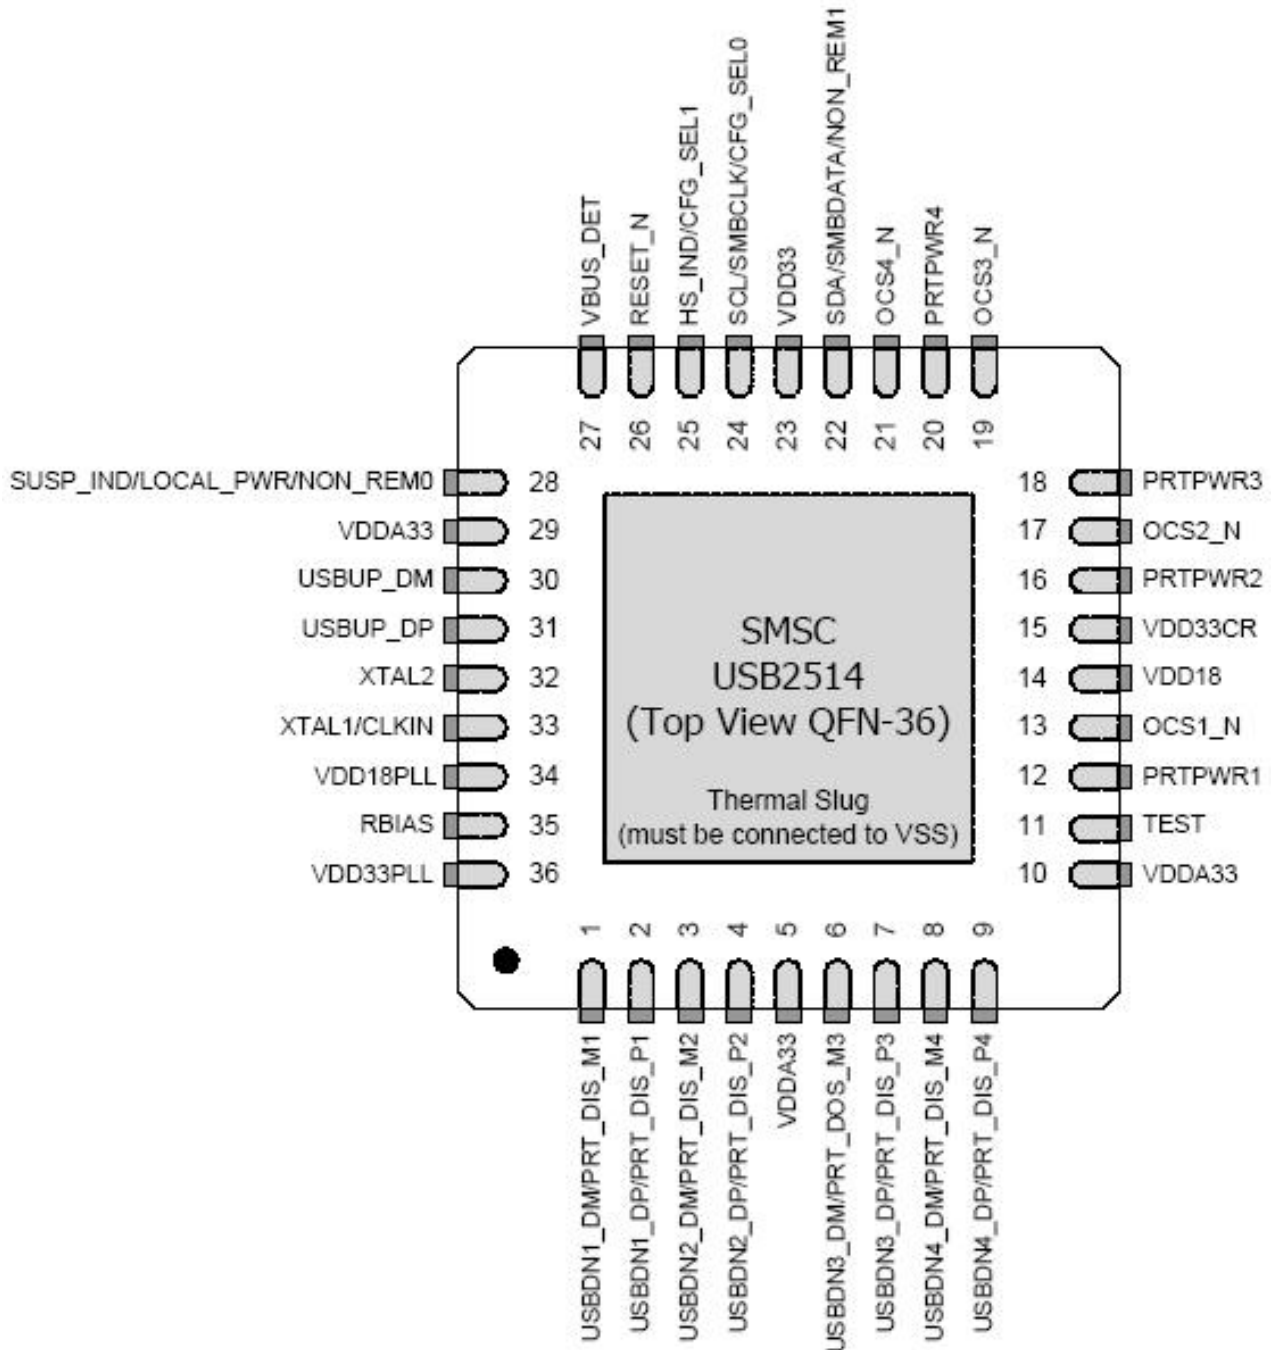 VBUS_DET
RESET_N
HS_IND/CFG_SEL1
SCL/SMBCLK/CFG_SEL0
VDD33
SDA/SMBDATA/NON_REM1
OCS4_N
PRTPWR4
OCS3_N
27
26
25
24
23
22
21
20
19
SUSP_IND/LOCAL_PWR/NON_REM0 28
VDDA33 29
USBUP_DM 30
USBUP_DP 31
XTAL2 32
XTAL1/CLKIN 33
VDD18PLL 34
RBIAS 35
VDD33PLL 36
SMSC
USB2514
(Top View QFN-36)
Thermal Slug
(must be connected to VSS)
18 PRTPWR3
17 OCS2_N
16 PRTPWR2
15 VDD33CR
14 VDD18
13 OCS1_N
12 PRTPWR1
11 TEST
10 VDDA33
1
2
3
4
5
6
7
8
9
USBDN1_DM/PRT_DIS_M1
USBDN1_DP/PRT_DIS_P1
USBDN2_DM/PRT_DIS_M2
USBDN2_DP/PRT_DIS_P2
VDDA33
USBDN3_DM/PRT_DOS_M3
USBDN3_DP/PRT_DIS_P3
USBDN4_DM/PRT_DIS_M4
USBDN4_DP/PRT_DIS_P4